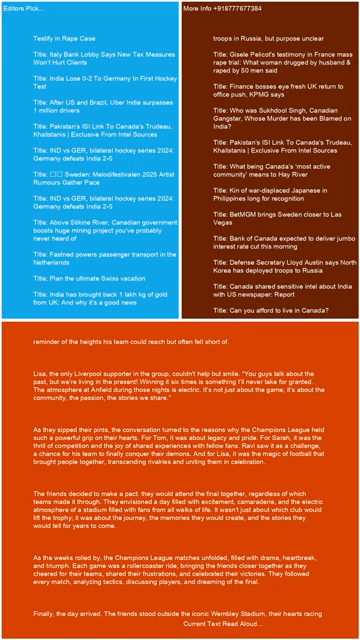 Editors Pick...
Testify in Rape Case
Title: Italy Bank Lobby Says New Tax Measures
Won't Hurt Clients
Title: India Lose 0-2 To Germany In First Hockey
Test
Title: After US and Brazil, Uber India surpasses
1 million drivers
Title: Pakistan's ISI Link To Canada's Trudeau,
Khalistanis | Exclusive From Intel Sources
Title: IND vs GER, bilateral hockey series 2024:
Germany defeats India 2-0
Title: Sweden: Melodifestivalen 2025 Artist
Rumours Gather Pace
Title: IND vs GER, bilateral hockey series 2024:
Germany defeats India 2-0
Title: Above Stikine River, Canadian government
boosts huge mining project you've probably
never heard of
Title: Fastned powers passenger transport in the
Netherlands
Title: Plan the ultimate Swiss vacation
Title: India has brought back 1 lakh kg of gold
from UK: And why it's a good news
More Info +918777677384
troops in Russia, but purpose unclear
Title: Gisele Pelicot's testimony in France mass
rape trial: What woman drugged by husband &
raped by 50 men said
Title: Finance bosses eye fresh UK return to
office push, KPMG says
Title: Who was Sukhdool Singh, Canadian
Gangster, Whose Murder has been Blamed on
India?
Title: Pakistan's ISI Link To Canada's Trudeau,
Khalistanis | Exclusive From Intel Sources
Title: What being Canada's 'most active
community' means to Hay River
Title: Kin of war-displaced Japanese in
Philippines long for recognition
Title: BetMGM brings Sweden closer to Las
Vegas
Title: Bank of Canada expected to deliver jumbo
interest rate cut this morning
Title: Defense Secretary Lloyd Austin says North
Korea has deployed troops to Russia
Title: Canada shared sensitive intel about India
with US newspaper: Report
Title: Can you afford to live in Canada?
reminder of the heights his team could reach but often fell short of.
Lisa, the only Liverpool supporter in the group, couldn't help but smile. "You guys talk about the
past, but we're living in the present! Winning it six times is something I'll never take for granted.
The atmosphere at Anfield during those nights is electric. It's not just about the game; it's about the
community, the passion, the stories we share."
As they sipped their pints, the conversation turned to the reasons why the Champions League held
such a powerful grip on their hearts. For Tom, it was about legacy and pride. For Sarah, it was the
thrill of competition and the joy of shared experiences with fellow fans. Ravi saw it as a challenge,
a chance for his team to finally conquer their demons. And for Lisa, it was the magic of football that
brought people together, transcending rivalries and uniting them in celebration.
The friends decided to make a pact: they would attend the final together, regardless of which
teams made it through. They envisioned a day filled with excitement, camaraderie, and the electric
atmosphere of a stadium filled with fans from all walks of life. It wasn't just about which club would
lift the trophy; it was about the journey, the memories they would create, and the stories they
would tell for years to come.
As the weeks rolled by, the Champions League matches unfolded, filled with drama, heartbreak,
and triumph. Each game was a rollercoaster ride, bringing the friends closer together as they
cheered for their teams, shared their frustrations, and celebrated their victories. They followed
every match, analyzing tactics, discussing players, and dreaming of the final.
Finally, the day arrived. The friends stood outside the iconic Wembley Stadium, their hearts racing
Current Text Read Aloud...